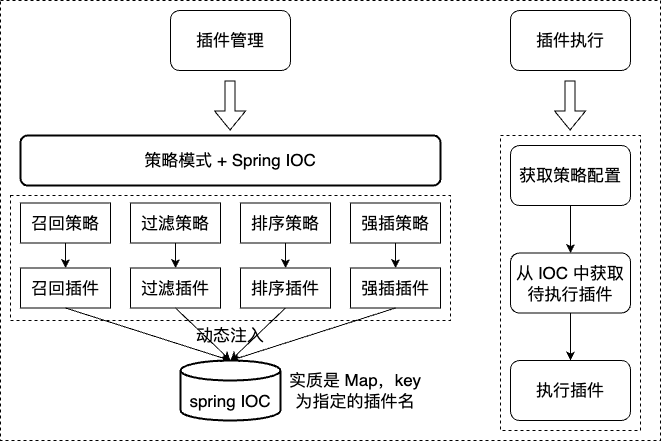 插件管理
策略模式 + Spring IOC
召回策略
过滤策略
排序策略
强插策略
召回插件
过滤插件
排序插件
强插插件
动态注入
spring IOC
实质是 Map，key
为指定的插件名
插件执行
获取策略配置
从 IOC 中获取
待执行插件
执行插件